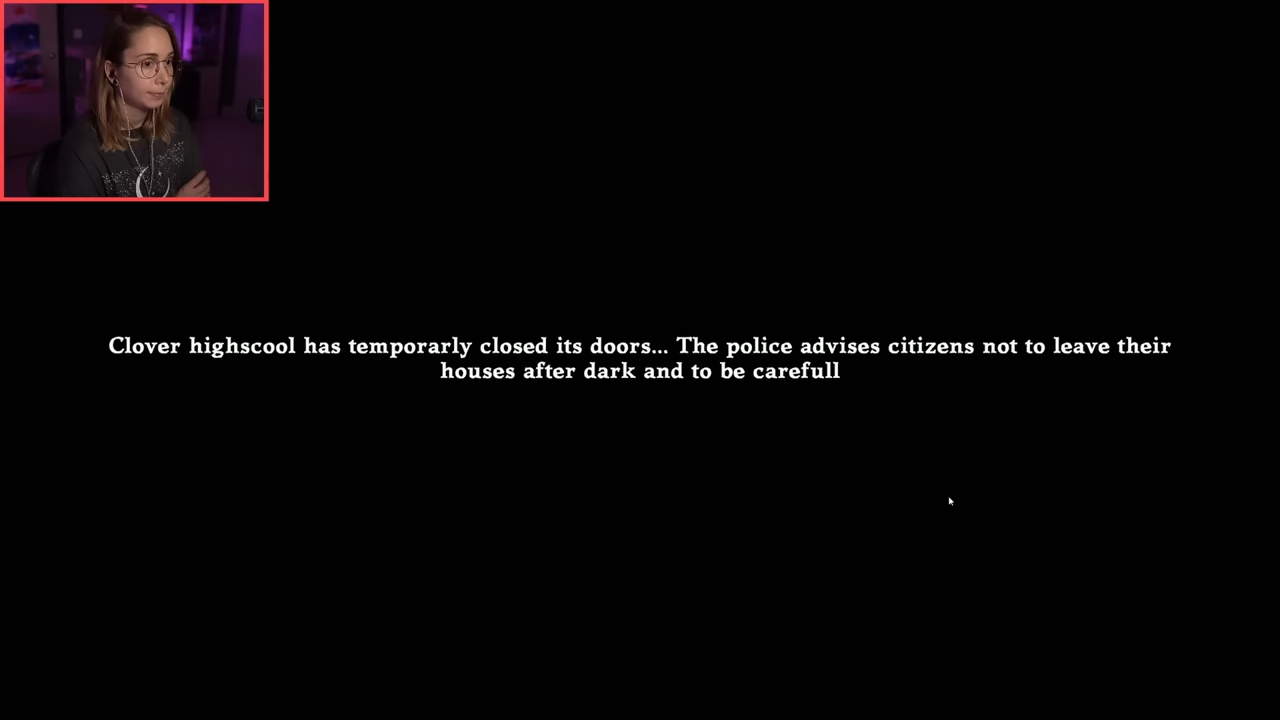 Clover highscool has temporarly closed its doors... The police advises citizens not to leave their
houses after dark and to be carefull